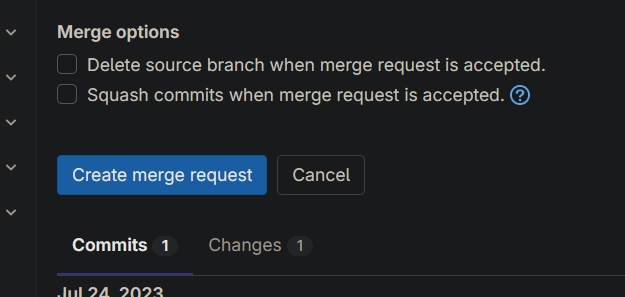 Merge options
Delete source branch when merge request is accepted.
Squash commits when merge request is accepted. ?
Create merge request Cancel
Commits 1 Changes 1
Jul 24, 2023